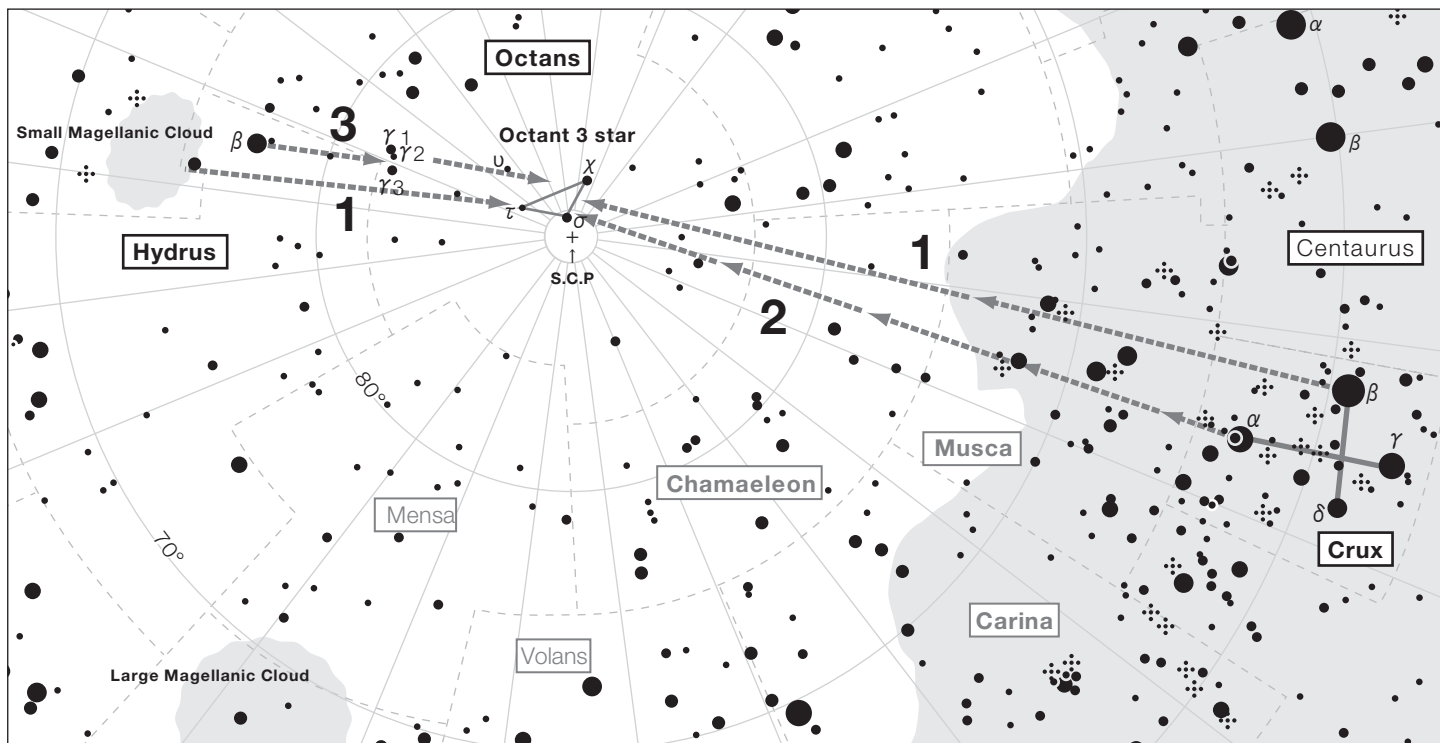 Octans
α
Small Magellanic Cloud
3
Octant 3 star
β
γ 1
γ2
υ
χ
β
γ3
τ
σ
1
+
Hydrus
↑
S.C.P
1
Centaurus
2
80°
β
α
Musca
γ
Chamaeleon
Mensa
δ
70°
Crux
Carina
Volans
Large Magellanic Cloud